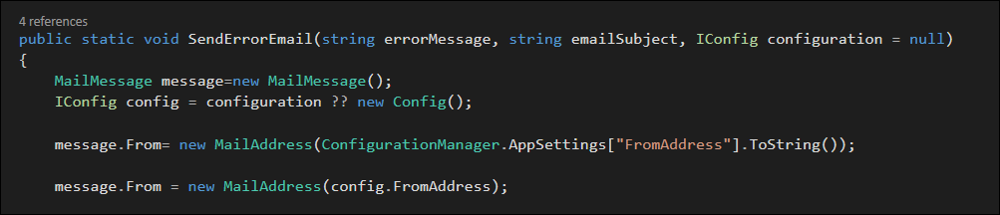 4 references
public static void SendErrorEmail(string errorMessage, string emailSubject, IConfig configuration = null)
{
MailMessage message=new MailMessage();
IConfig config = configuration ?? new Config();
message.From= new MailAddress(ConfigurationManager.AppSettings["FromAddress"].ToString());
message.From = new MailAddress(config.FromAddress);